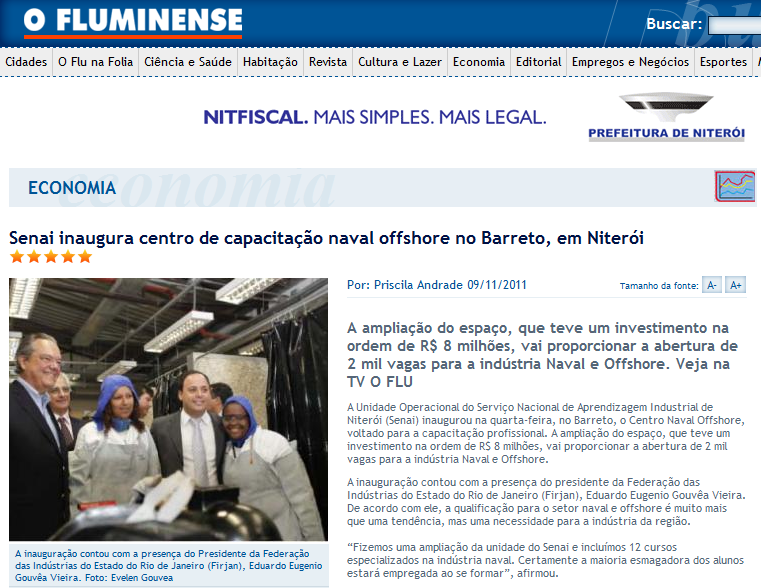 O FLUMINENSE
Buscar:
Cidades O Flu na Folia Ciência e Saúde Habitação Revista Cultura e Lazer Economia Editorial Empregos e Negócios Esportes
NITFISCAL. MAIS SIMPLES. MAIS LEGAL.
PREFEITURA DE NITERÓI
economia
ECONOMIA
Senai inaugura centro de capacitação naval offshore no Barreto, em Niterói
Por: Priscila Andrade 09/11/2011
Tamanho da fonte: A- A+
A ampliação do espaço, que teve um investimento na
ordem de R$ 8 milhões, vai proporcionar a abertura de
2 mil vagas para a indústria Naval e Offshore. Veja na
TV O FLU
A Unidade Operacional do Serviço Nacional de Aprendizagem Industrial de
Niterói (Senai) inaugurou na quarta-feira, no Barreto, o Centro Naval Offshore,
voltado para a capacitação profissional. A ampliação do espaço, que teve um
investimento na ordem de R$ 8 milhões, vai proporcionar a abertura de 2 mil
vagas para a indústria Naval e Offshore.
A inauguração contou com a presença do presidente da Federação das
Indústrias do Estado do Rio de Janeiro (Firjan), Eduardo Eugenio Gouvêa Vieira.
De acordo com ele, a qualificação para o setor naval e offshore é muito mais
que uma tendência, mas uma necessidade para a indústria da região.
“Fizemos uma ampliação da unidade do Senai e incluímos 12 cursos
especializados na indústria naval. Certamente a maioria esmagadora dos alunos
estará empregada ao se formar”, afirmou.
A inauguração contou com a presença do Presidente da Federação
das Indústrias do Estado do Rio de Janeiro (Firjan), Eduardo Eugenio
Gouvêa Vieira. Foto: Evelen Gouvea